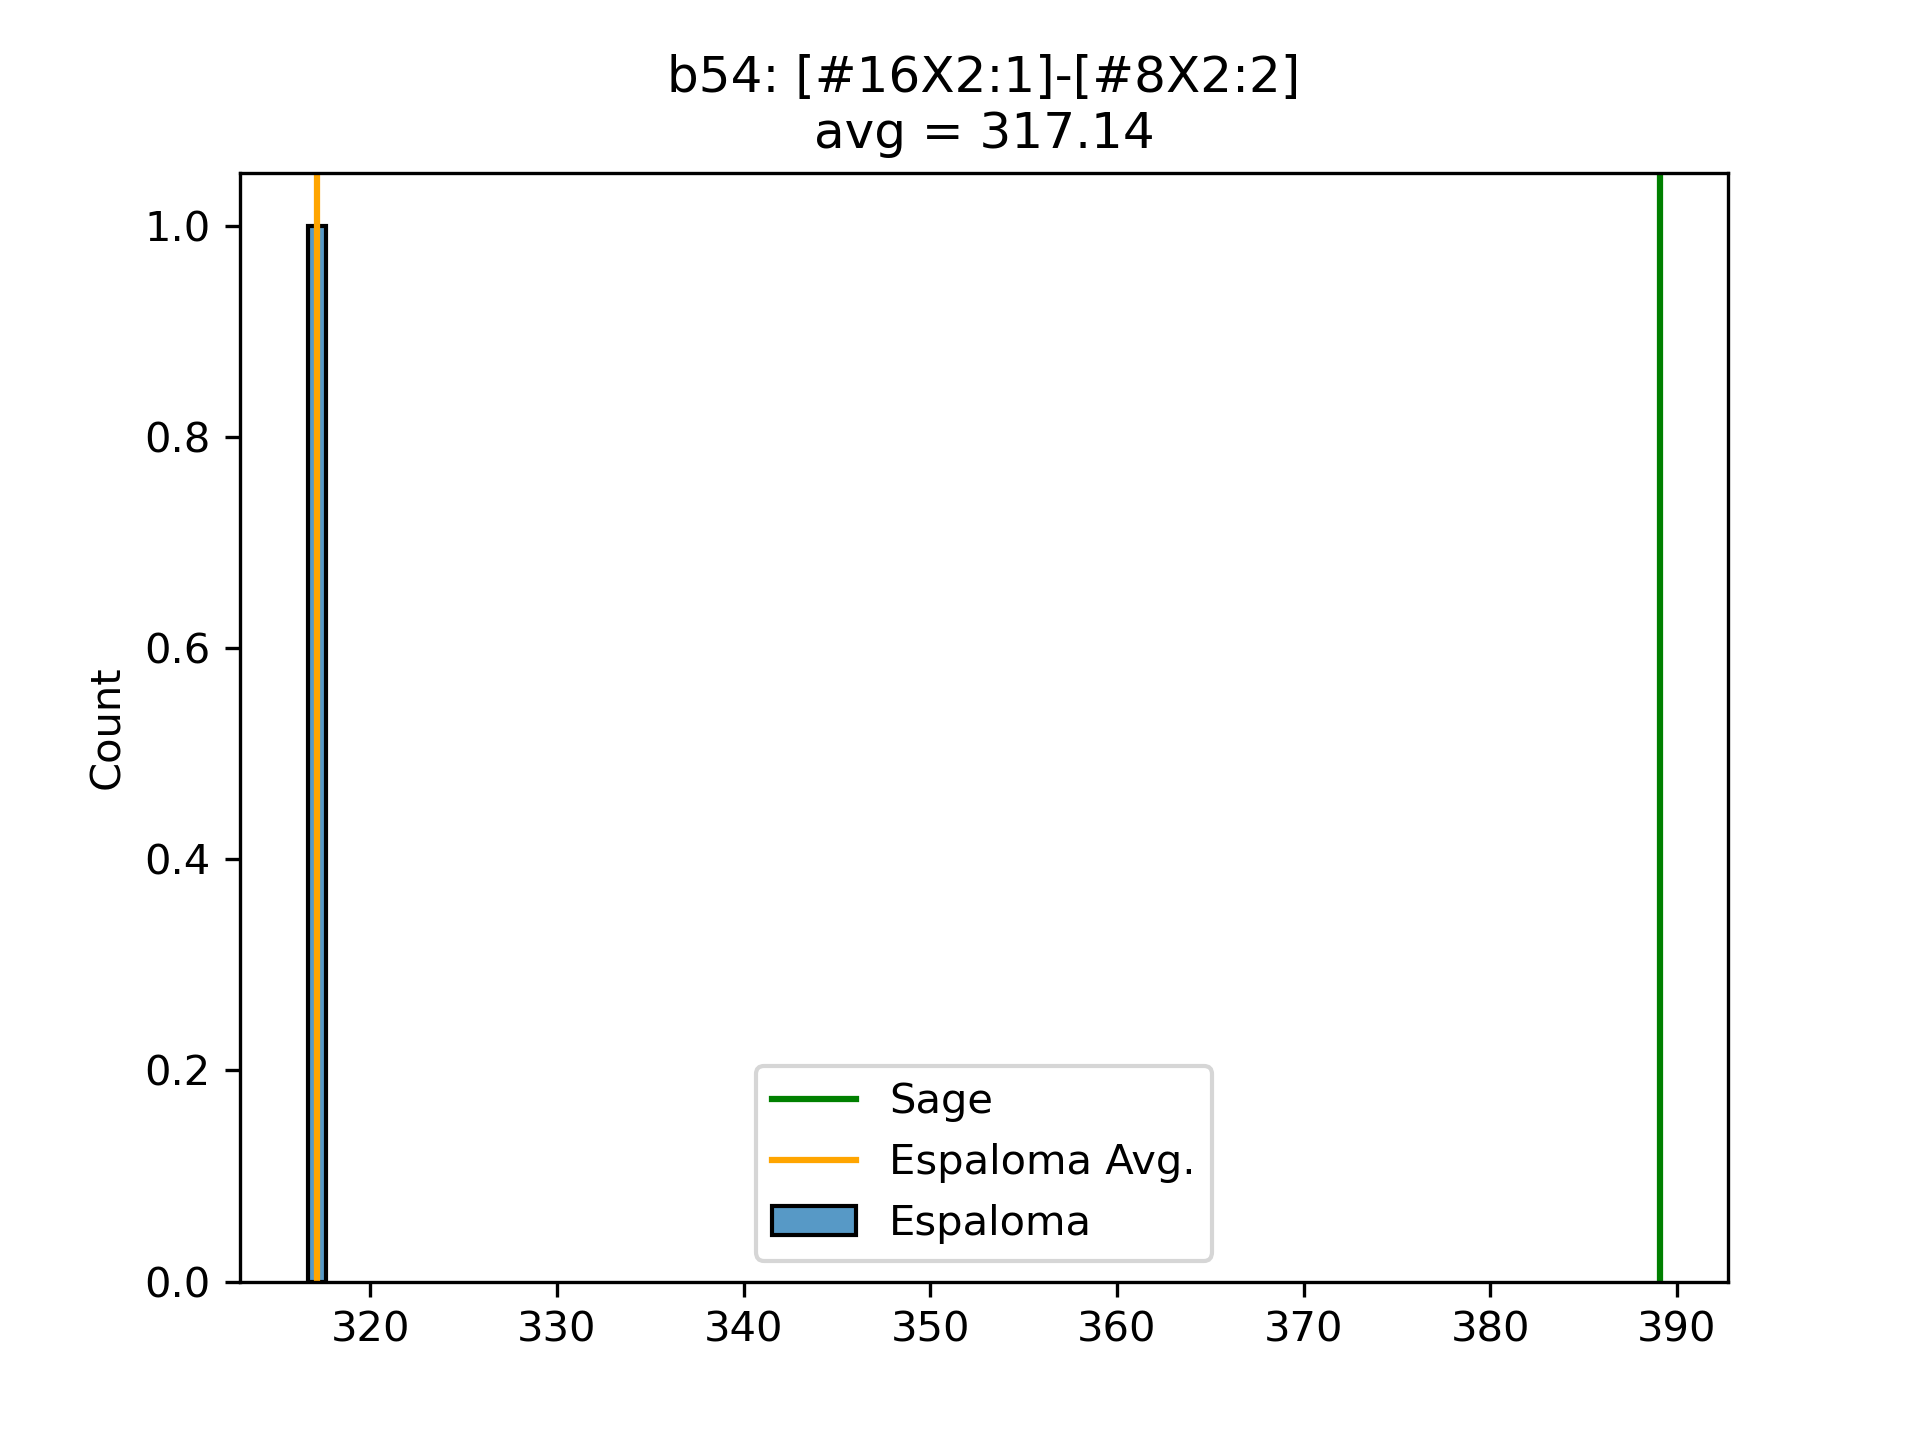 b54: [#16X2:1]-[#8X2:2]
avg = 317.14
1.0
0.8
0.6
0.4
0.2
0.0
Count
Sage
Espaloma Avg.
Espaloma
320 330 340 350 360 370 380 390